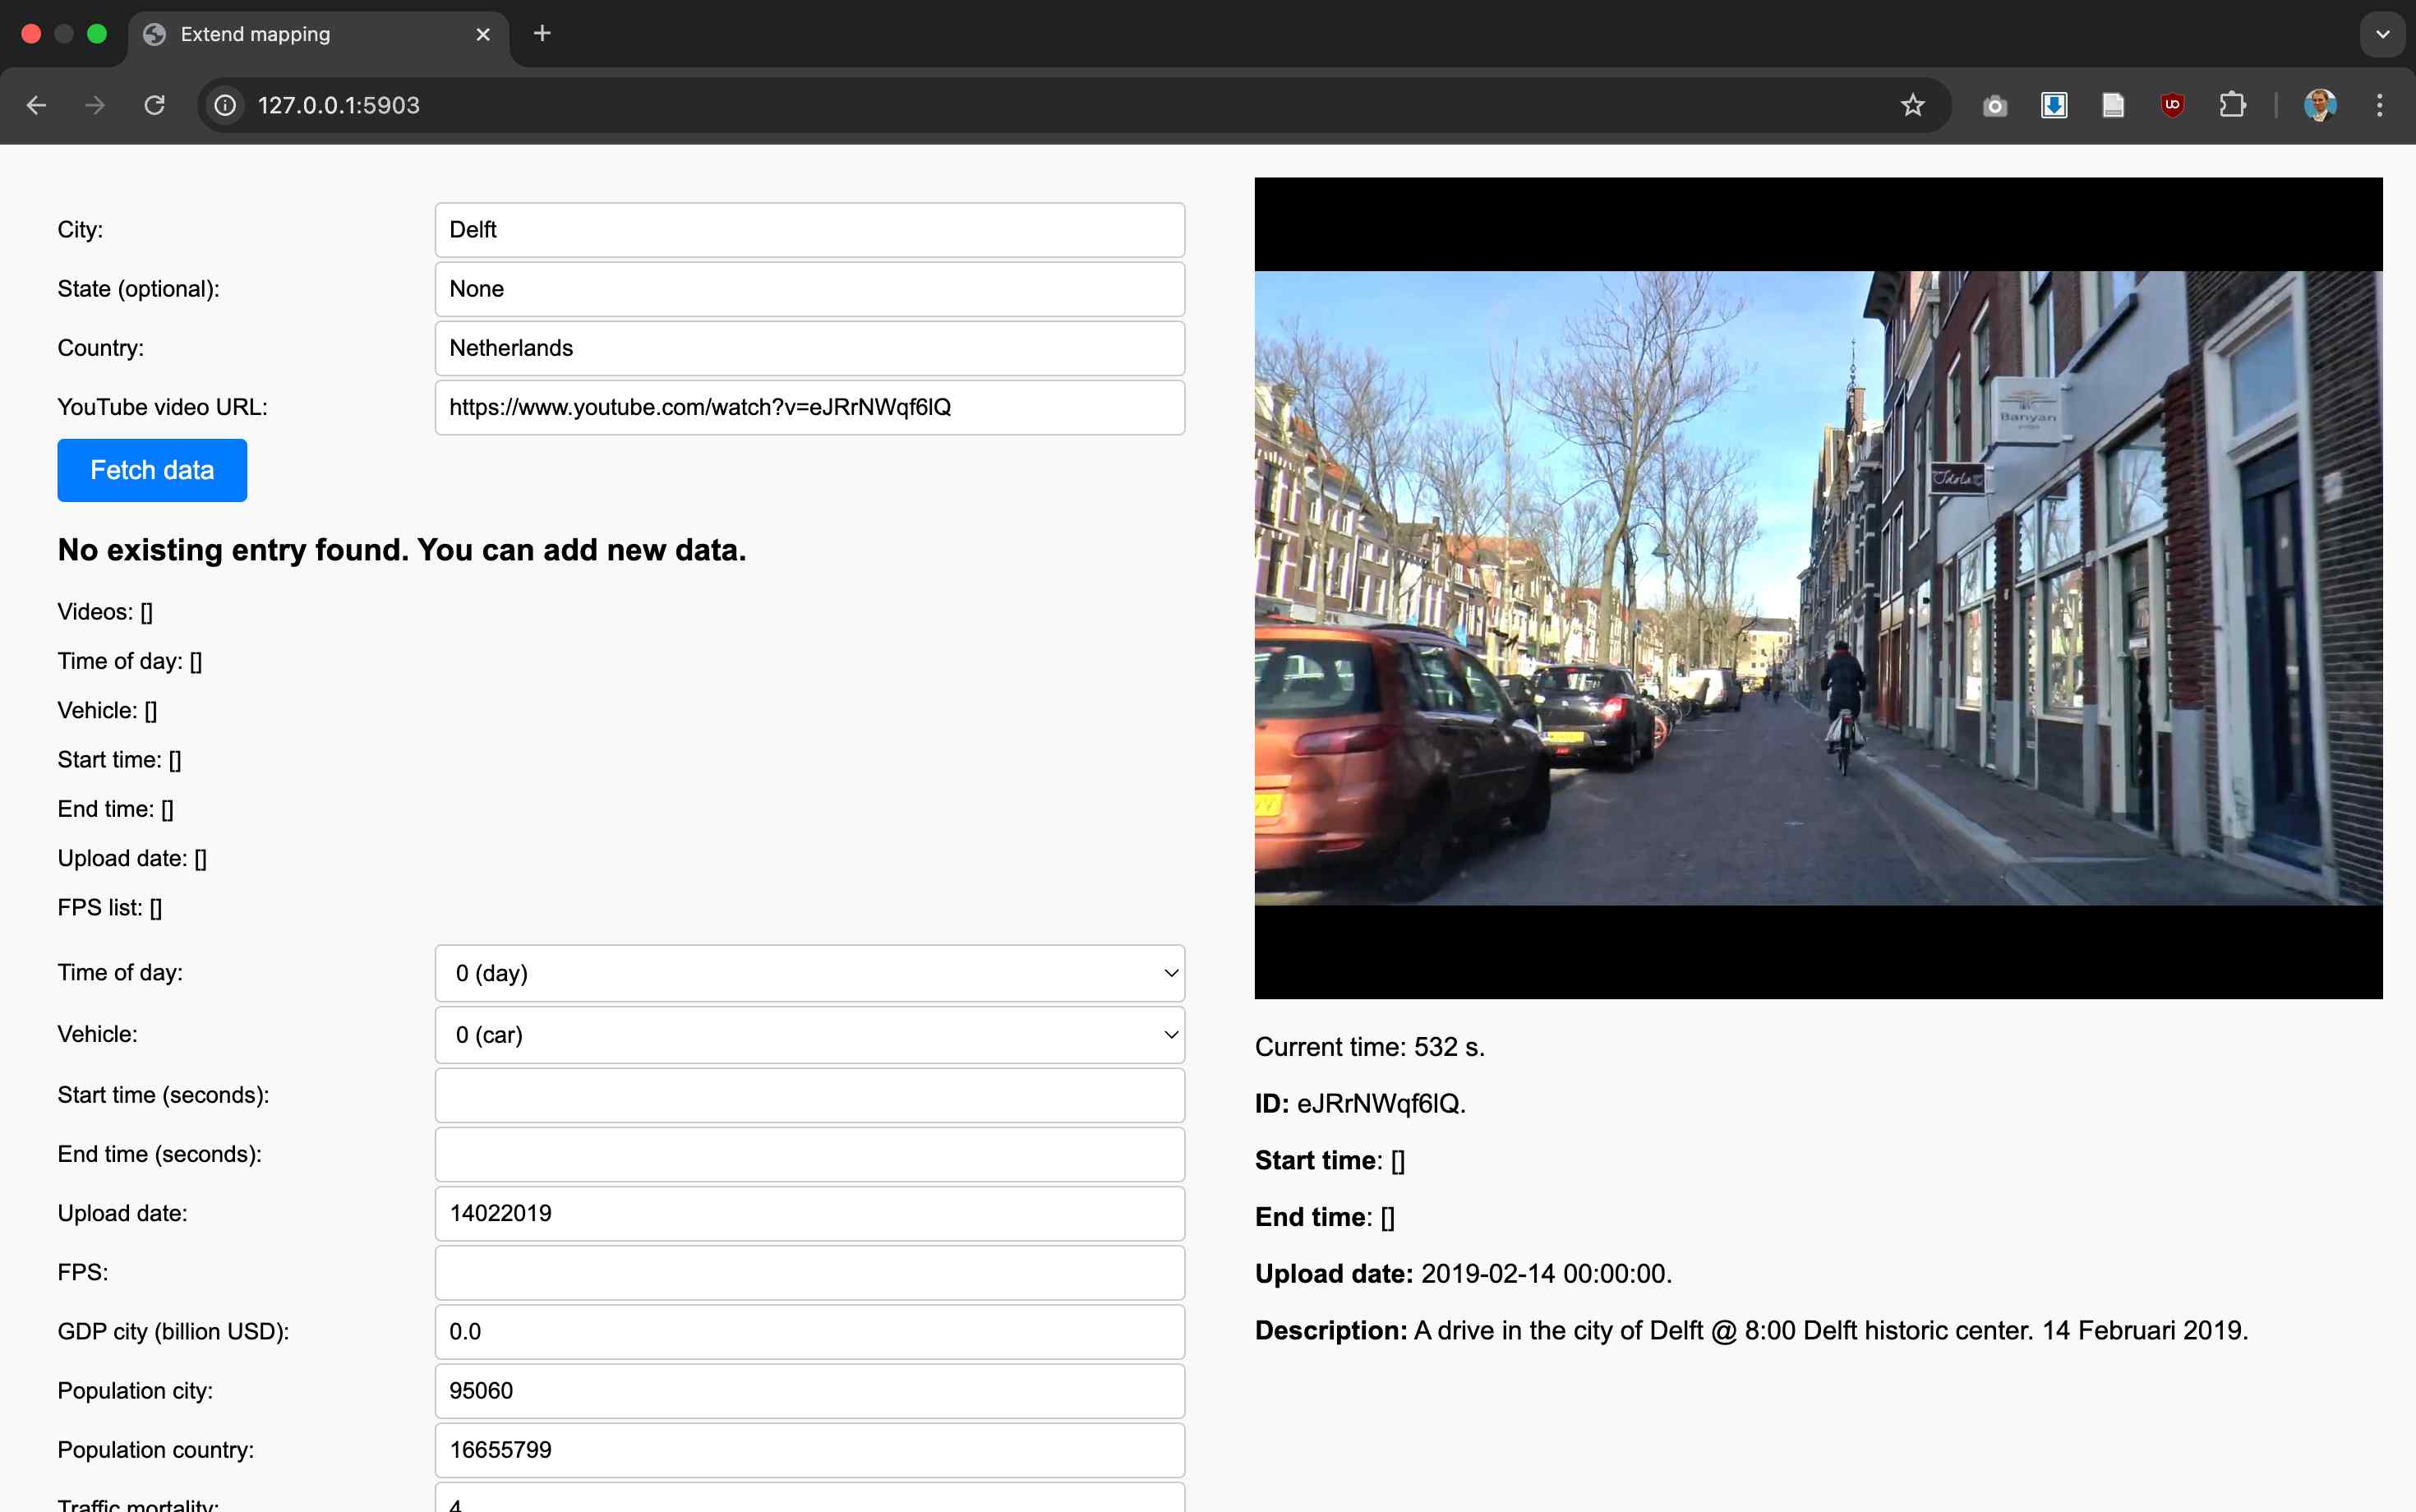 Extend mapping
127.0.0.1:5903
City:
Delft
State (optional):
None
Country:
Netherlands
YouTube video URL:
https://www.youtube.com/watch?v=eJRrNWqf6lQ
Fetch data
No existing entry found. You can add new data.
Videos: []
Time of day: []
Vehicle: []
Start time: []
End time: []
Upload date: []
FPS list: []
Time of day:
0 (day)
Vehicle:
0 (car)
Start time (seconds):
End time (seconds):
Upload date:
14022019
FPS:
GDP city (billion USD):
0.0
Population city:
95060
Population country:
16655799
Traffic mortality:
4
Banyan
Idola
Current time: 532 s.
ID: eJRrNWqf6lQ.
Start time: []
End time: []
Upload date: 2019-02-14 00:00:00.
Description: A drive in the city of Delft @ 8:00 Delft historic center. 14 Februari 2019.